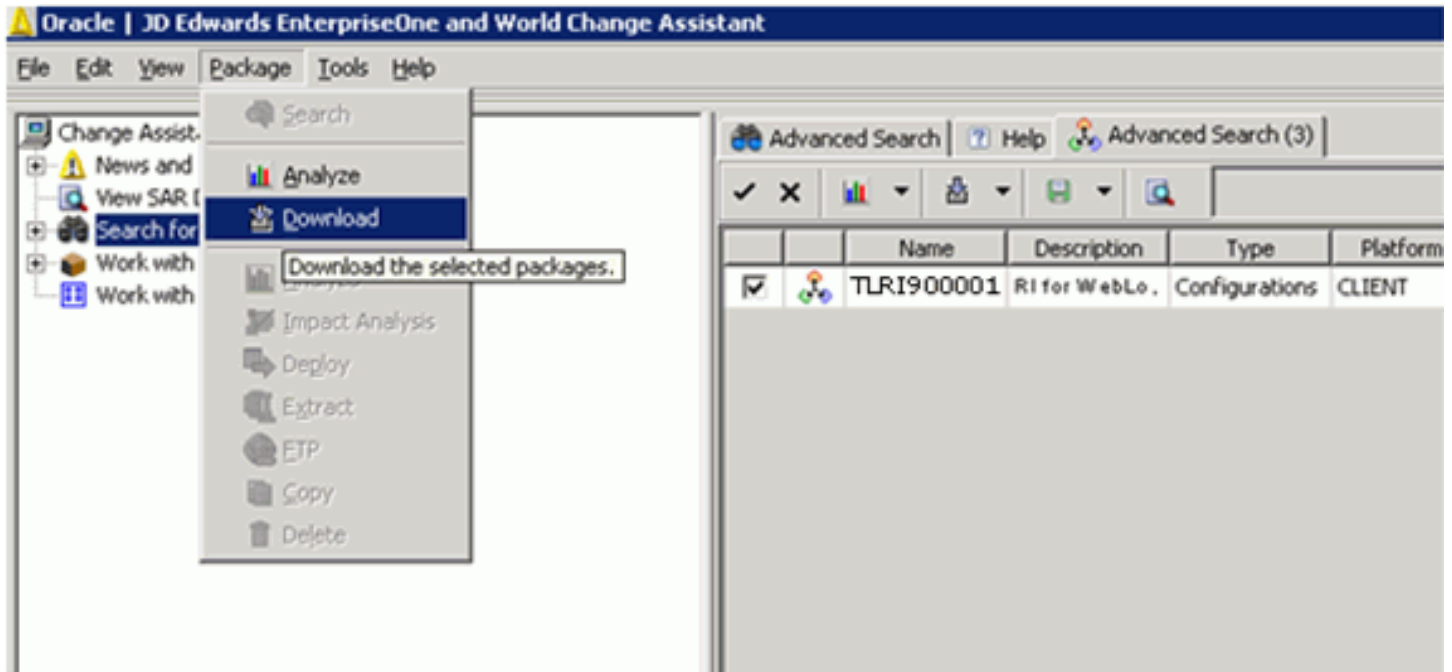 Oracle | JD Edwards EnterpriseOne and World Change Assistant
File Edit View Package Tools Help
Search
Analyze
Download
Download the selected packages.
Analyze
Impact Analysis
Deploy
Extract
FTP
Copy
Delete
Change Assist
News and
View SAR
Search for
Work with
Work with
Advanced Search Help Advanced Search (3)
Name Description Type Platform
TLRI900001 RI for WebLo. Configurations CLIENT